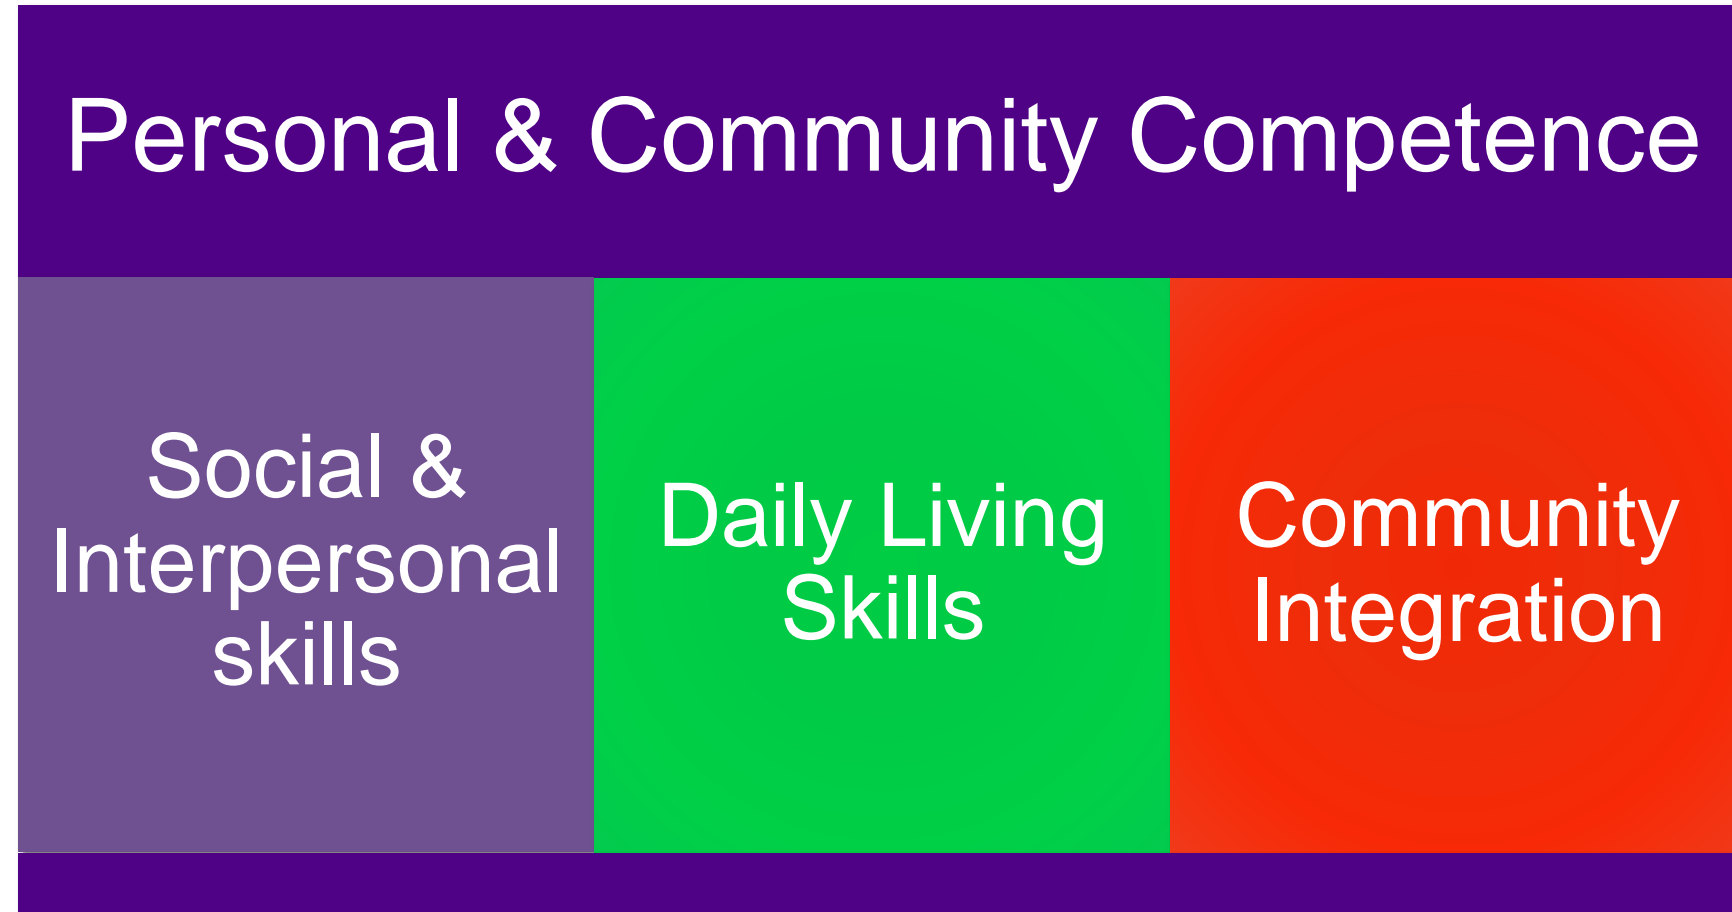 Personal & Community Competence
Social &
Interpersonal
skills
Daily Living
Skills
Community
Integration